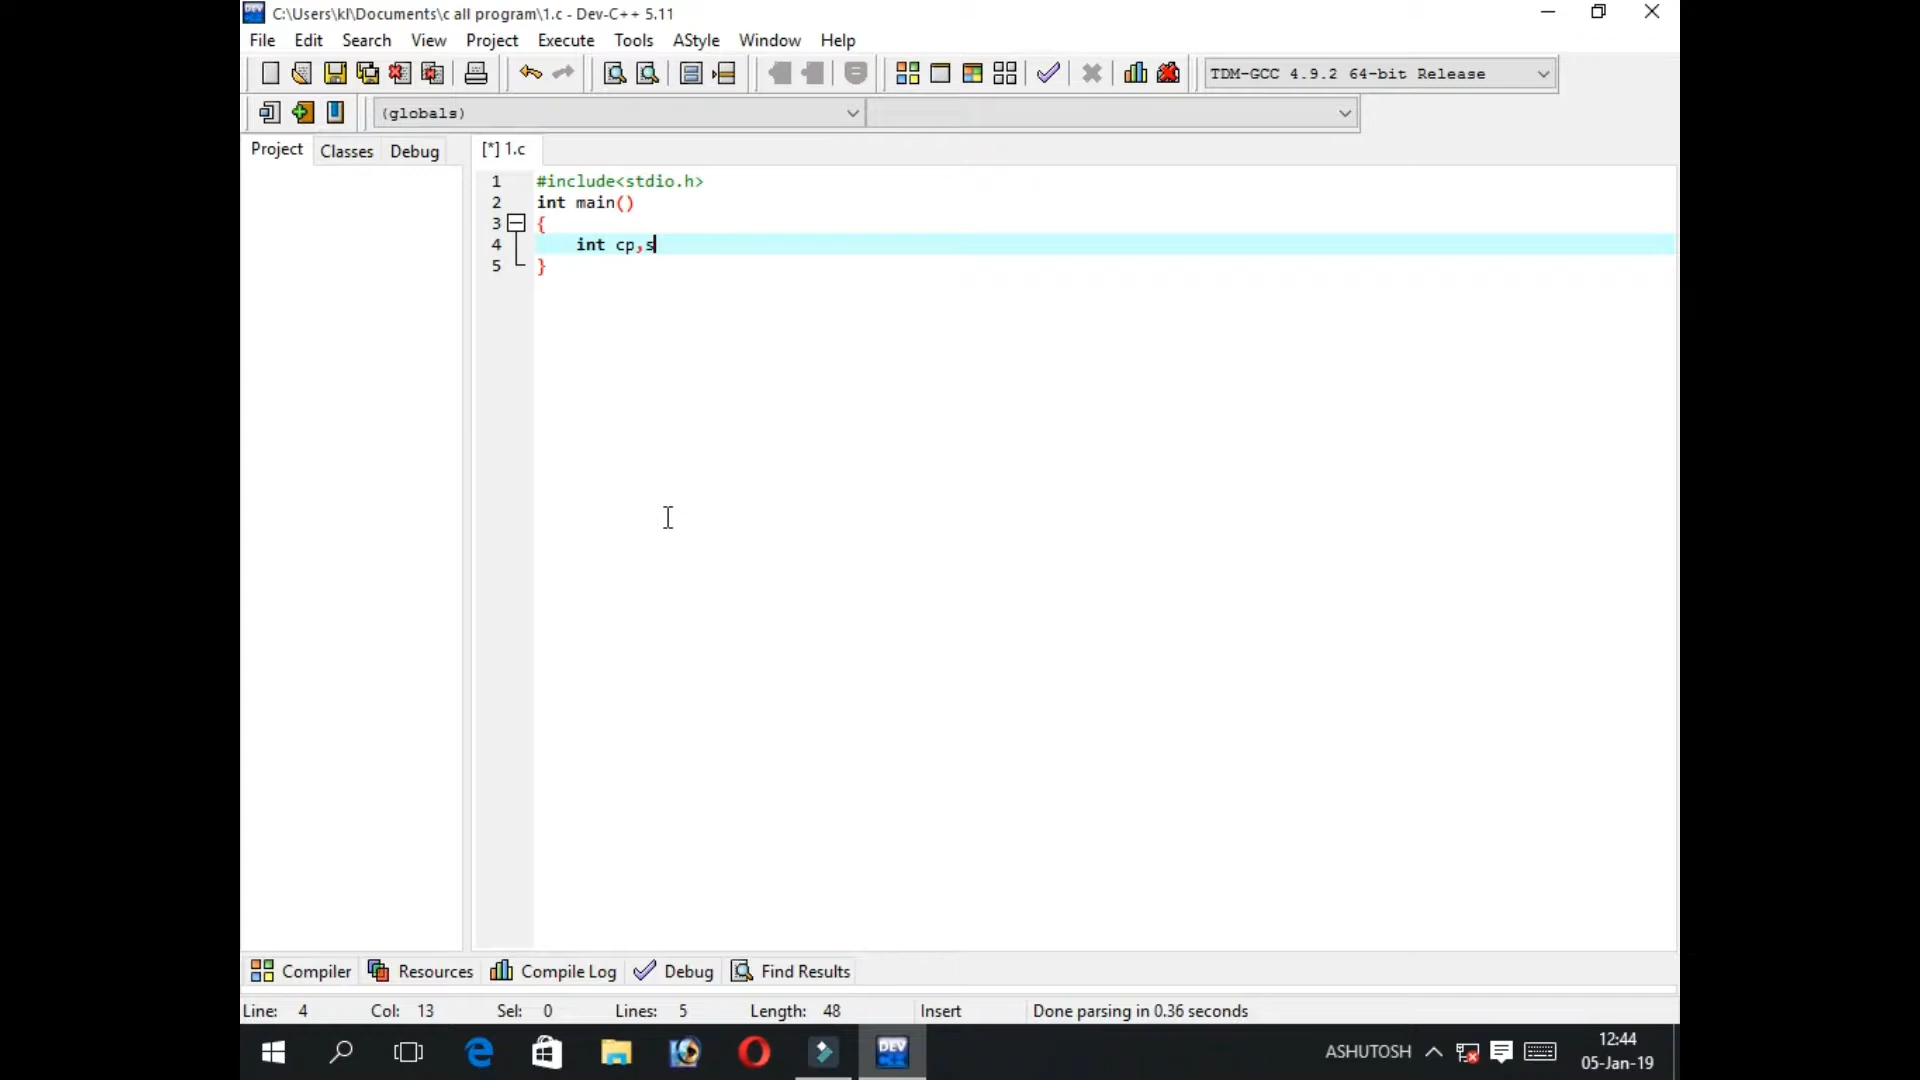 C:\Users\kl\Documents\c all program\1.c - Dev-C++ 5.11
File Edit Search View Project Execute Tools AStyle Window Help
TDM-GCC 4.9.2 64-bit Release
(globals)
Project Classes Debug [*] 1.c
1 #include<stdio.h>
2 int main()
3 {
4 int cp,s
5 }
Compiler Resources Compile Log Debug Find Results
Line: 4 Col: 13 Sel: 0 Lines: 5 Length: 48 Insert Done parsing in 0.36 seconds
DEV
ASHUTOSH
12:44
05-Jan-19